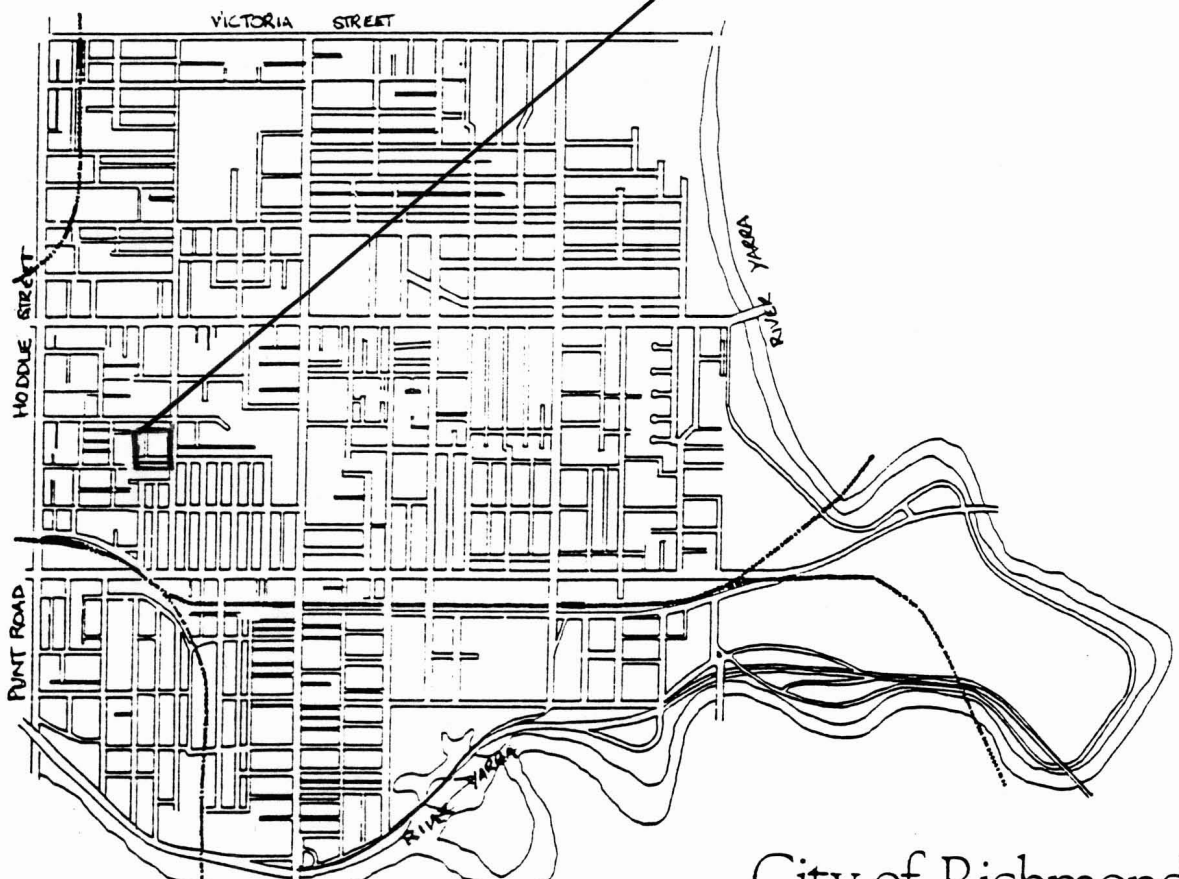 VICTORIA STREET
HODDLE STREET
RIVER YARRA
PUNT ROAD
RIVER YARRA
City of Richmond